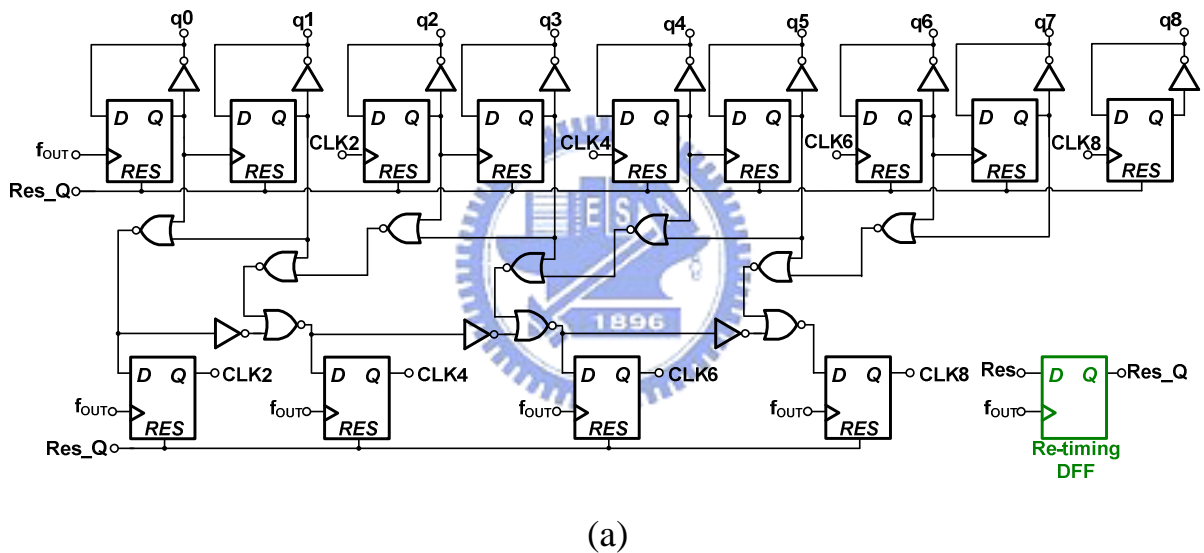 q0 q1 q2 q3 q4 q5 q6 q7 q8
D Q D Q D Q D Q D Q D Q D Q D Q D Q
fOUT CLK2 CLK4 CLK6 CLK8
RES RES RES RES RES RES RES RES RES
Res_Q
E S
1896
D Q CLK2 D Q CLK4 D Q CLK6 D Q CLK8 Res D Q Res_Q
fOUT fOUT fOUT fOUT fOUT
RES RES RES RES
Res_Q
Re-timing
DFF
(a)